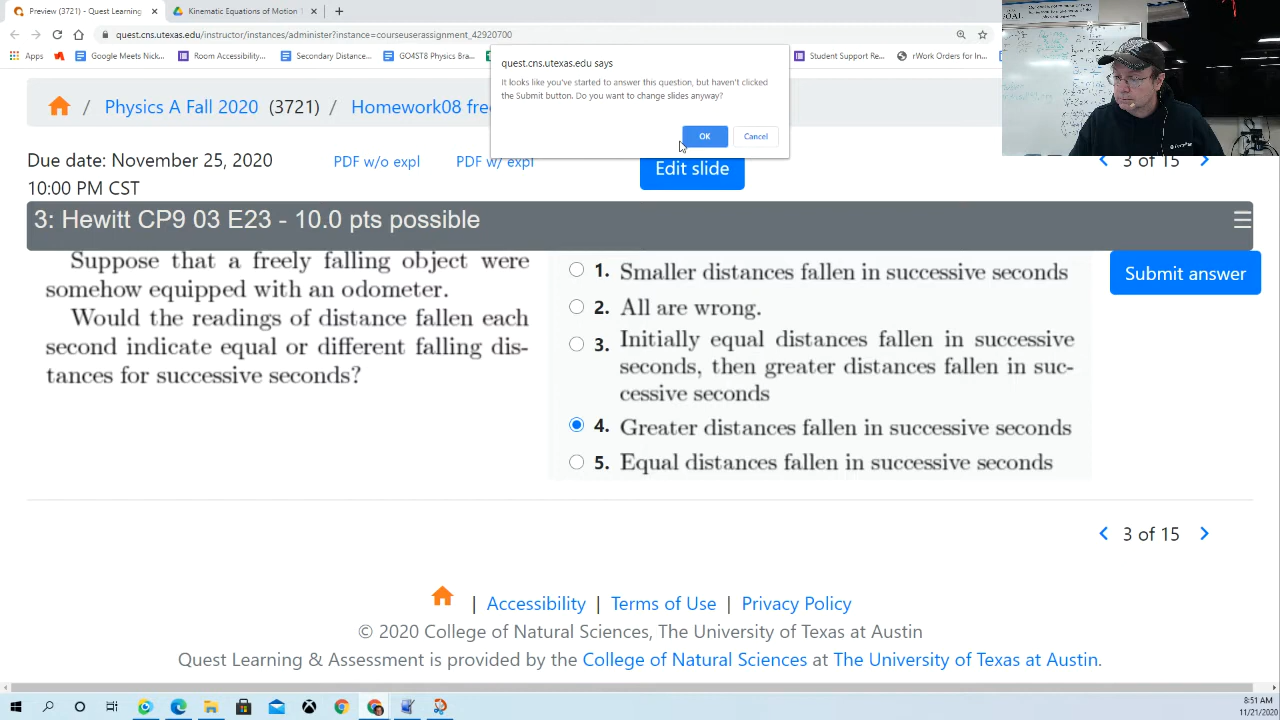 Preview (3721) - Quest Learning
Kinematic Equations of Motion
quest.cns.utexas.edu/instructor/instances/administration
ssignment_42920700
Apps
Google Meets Nick...
Room Accessibility...
Secondary Distance...
GO4STS Physics Bra...
Student Support Re...
rWork Orders for In...
quest.cns.utexas.edu says
It looks like you've started to answer this question, but haven't clicked
the Submit button. Do you want to change slides anyway?
OK
Cancel
/ Physics A Fall 2020 (3721) / Homework08 fre
Due date: November 25, 2020
10:00 PM CST
PDF w/o expl
PDF w/ expl
Edit slide
3 of 15
3: Hewitt CP9 03 E23 - 10.0 pts possible
Suppose that a freely falling object were
somehow equipped with an odometer.
Would the readings of distance fallen each
second indicate equal or different falling dis-
tances for successive seconds?
1. Smaller distances fallen in successive seconds
2. All are wrong.
3. Initially equal distances fallen in successive
seconds, then greater distances fallen in suc-
cessive seconds
4. Greater distances fallen in successive seconds
5. Equal distances fallen in successive seconds
Submit answer
3 of 15
| Accessibility | Terms of Use | Privacy Policy
© 2020 College of Natural Sciences, The University of Texas at Austin
Quest Learning & Assessment is provided by the College of Natural Sciences at The University of Texas at Austin.
8:51 AM
11/21/2020